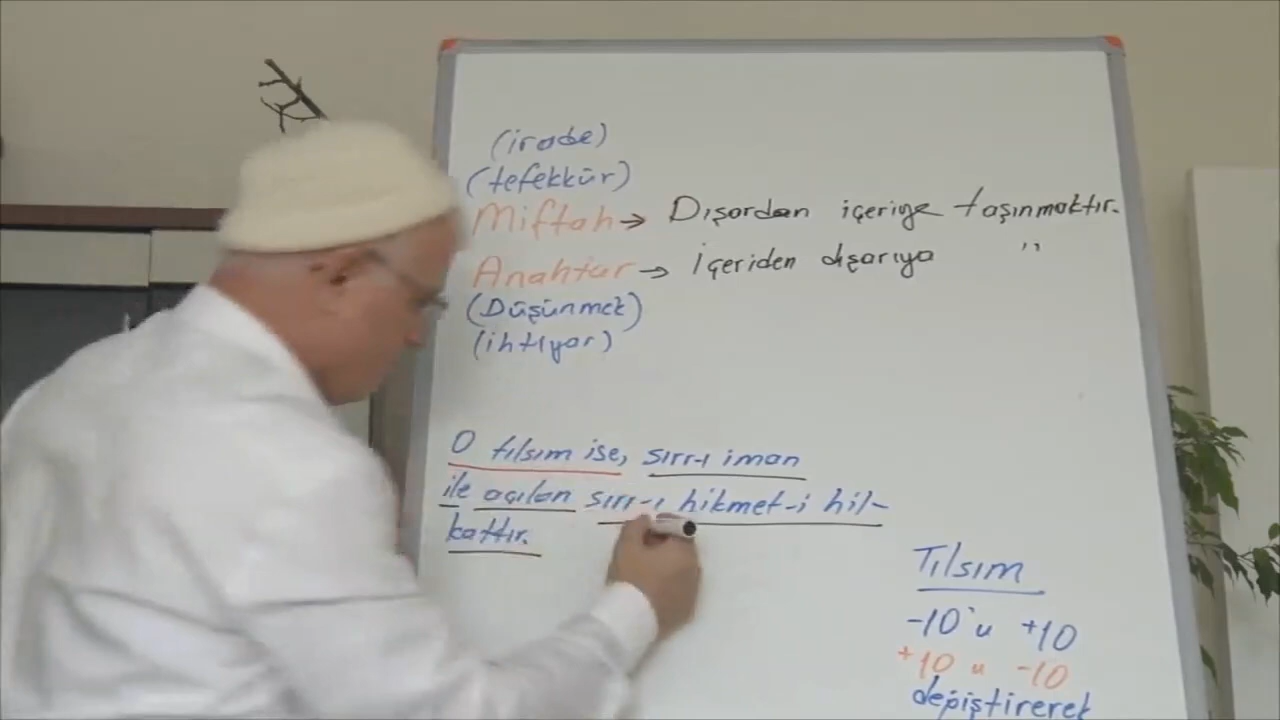 (irade)
(tefekkür)
Miftah → Dışardan içeriye taşınmaktır.
Anahtar → İçeriden dışarıya "
(Düşünmek)
(ihtiyar)
O tılsım ise, sırr-ı iman
ile açılan sırr-ı hikmet-i hil-
kattır.
Tılsım
-10'u +10
+10 u -10
değiştirerek